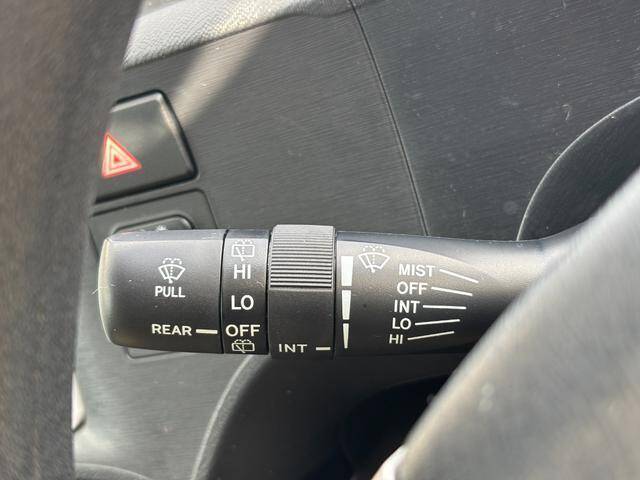 PULL
REAR
HI
LO
OFF
INT
MIST
OFF
INT
LO
HI